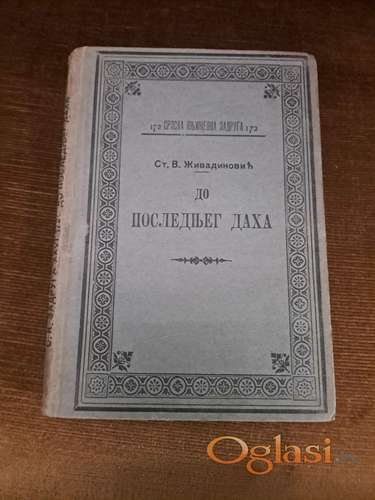 172 СРПСКА КЊИЖЕВНА ЗАДРУГА 172
Ст. В. Живадиновић
ДО
ПОСЛЕДЊЕГ ДАХА
Oglasi